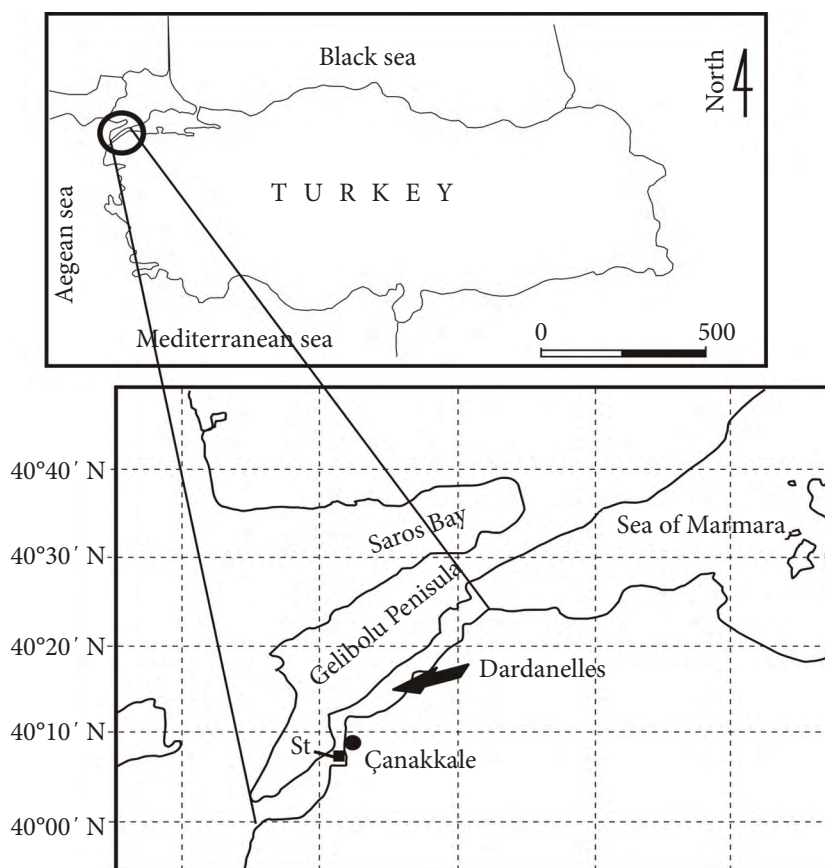 Black sea
North
TURKEY
Aegean sea
Mediterranean sea
0 500
40°40′ N
Saros Bay
Sea of Marmara
40°30′ N
Gelibolu Penisula
40°20′ N
Dardanelles
40°10′ N
St
Çanakkale
40°00′ N